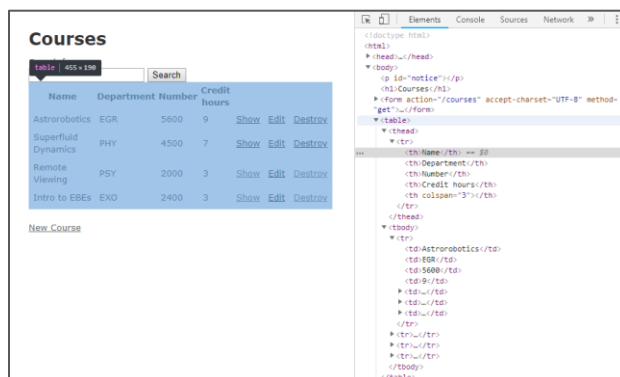 Courses
table | 455×190
Search
Name Department Number Credit hours
Astrorobotics EGR 5600 9 Show Edit Destroy
Superfluid Dynamics PHY 4500 7 Show Edit Destroy
Remote Viewing PSY 2000 3 Show Edit Destroy
Intro to EBEs EXO 2400 3 Show Edit Destroy
New Course
Elements Console Sources Network »
<!doctype html>
<html>
▶<head>…</head>
▼<body>
<p id="notice"></p>
<h1>Courses</h1>
▶<form action="/courses" accept-charset="UTF-8" method=
"get">…</form>
▼<table>
▼<thead>
▼<tr>
<th>Name</th> == $0
<th>Department</th>
<th>Number</th>
<th>Credit hours</th>
<th colspan="3"></th>
</tr>
</thead>
▼<tbody>
▼<tr>
<td>Astrorobotics</td>
<td>EGR</td>
<td>5600</td>
<td>9</td>
▶<td>…</td>
▶<td>…</td>
▶<td>…</td>
</tr>
▶<tr>…</tr>
▶<tr>…</tr>
▶<tr>…</tr>
</tbody>
</table>